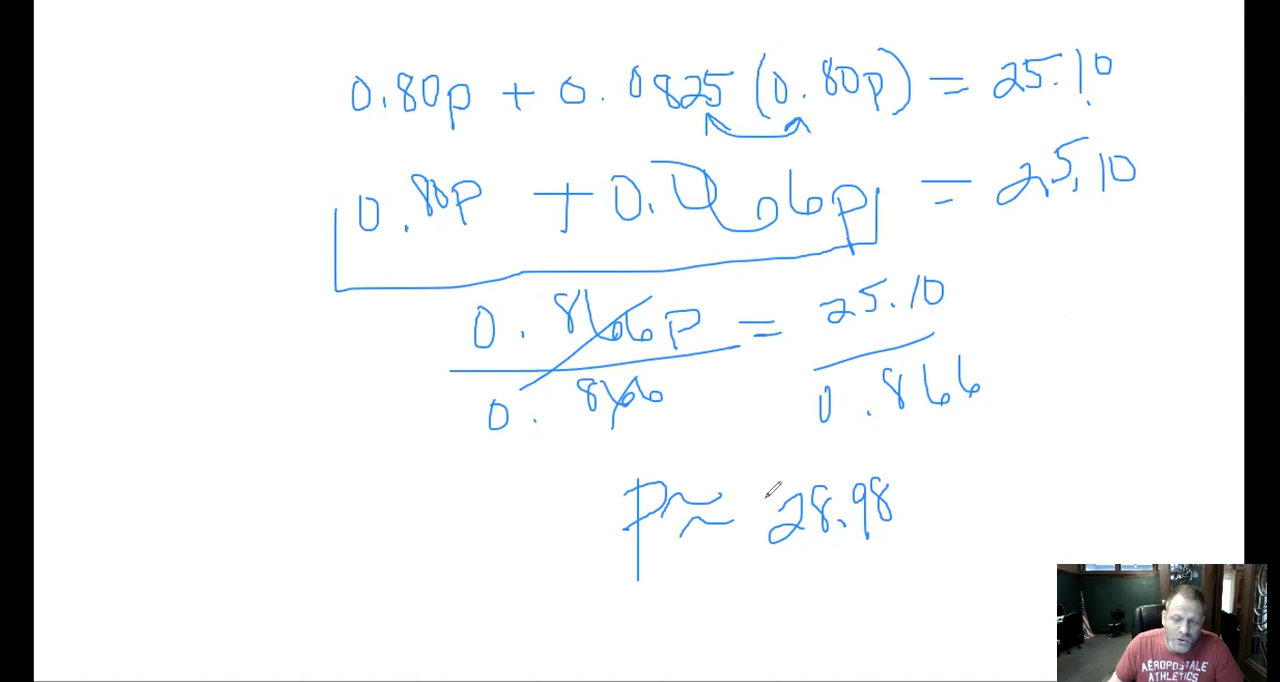 0.80p + 0.0825 (0.80p) = 25.10
0.80p + 0.066p = 25.10
0.866p = 25.10
0.866 0.866
p ≈ 28.98
AÉROPOSTALE
ATHLETICS